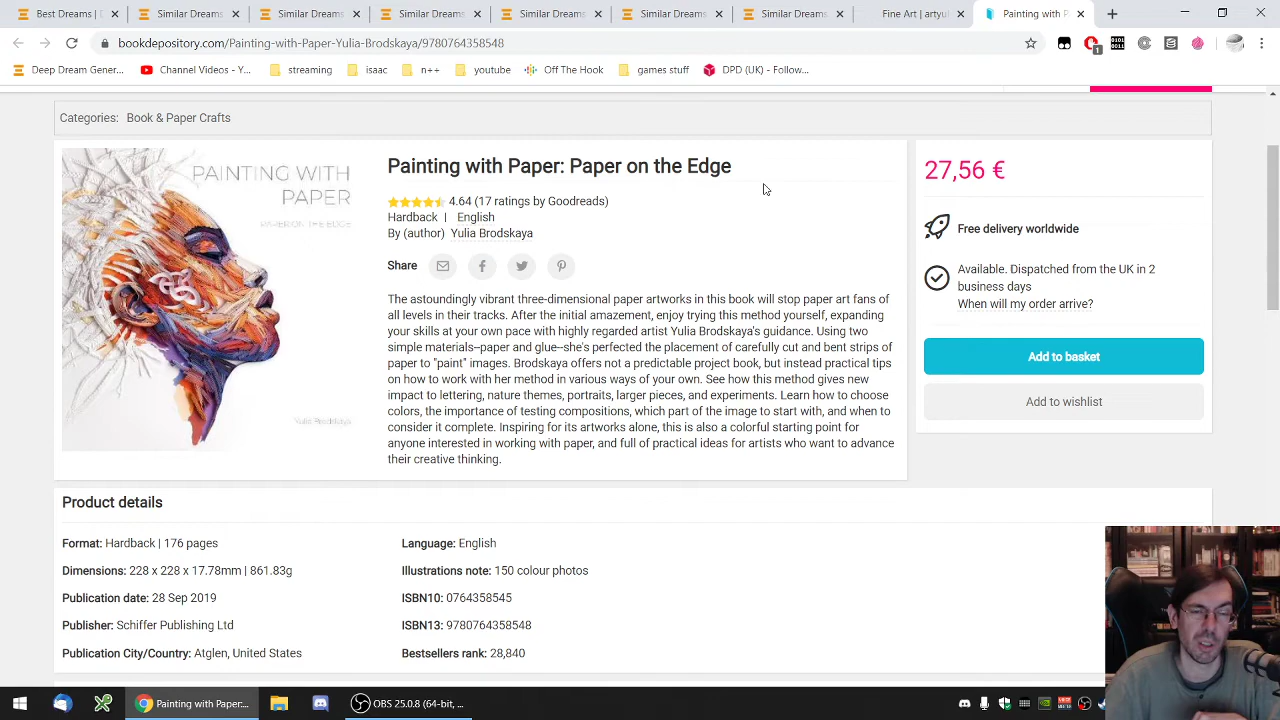 Best Dreams
Similar Dreams
Similar Dreams
Similar Dreams
Similar Dreams
Similar Dreams
Similar Dreams
Fine Art | artyul
Painting with P
bookdepository.com/Painting-with-Paper-Yulia-Brodskaya/9780764358548
1
Deep Dream Gener...
Channel Videos - Y...
streaming
isaac
n++
youtube
Off The Hook
games stuff
DPD (UK) - Follow...
Categories: Book & Paper Crafts
PAINTING WITH
PAPER
PAPER ON THE EDGE
Yulia Brodskaya
Painting with Paper: Paper on the Edge
4.64 (17 ratings by Goodreads)
Hardback | English
By (author) Yulia Brodskaya
Share
The astoundingly vibrant three-dimensional paper artworks in this book will stop paper art fans of
all levels in their tracks. After the initial amazement, enjoy trying this method yourself, expanding
your skills at your own pace with highly regarded artist Yulia Brodskaya's guidance. Using two
simple materials--paper and glue--she's perfected the placement of carefully cut and bent strips of
paper to "paint" images. Brodskaya offers not a predictable project book, but instead practical tips
on how to work with her method in various ways of your own. See how this method gives new
impact to lettering, nature themes, portraits, larger pieces, and experiments. Learn how to choose
colors, the importance of testing compositions, which part of the image to start with, and when to
consider it complete. Inspiring for its artworks alone, this is also a colorful starting point for
anyone interested in working with paper, and full of practical ideas for artists who want to advance
their creative thinking.
27,56 €
Free delivery worldwide
Available. Dispatched from the UK in 2
business days
When will my order arrive?
Add to basket
Add to wishlist
Product details
Format: Hardback | 176 pages
Dimensions: 228 x 228 x 17.78mm | 861.83g
Publication date: 28 Sep 2019
Publisher: Schiffer Publishing Ltd
Publication City/Country: Atglen, United States
Language: English
Illustrations note: 150 colour photos
ISBN10: 0764358545
ISBN13: 9780764358548
Bestsellers rank: 28,840
Painting with Paper...
OBS 25.0.8 (64-bit, ...